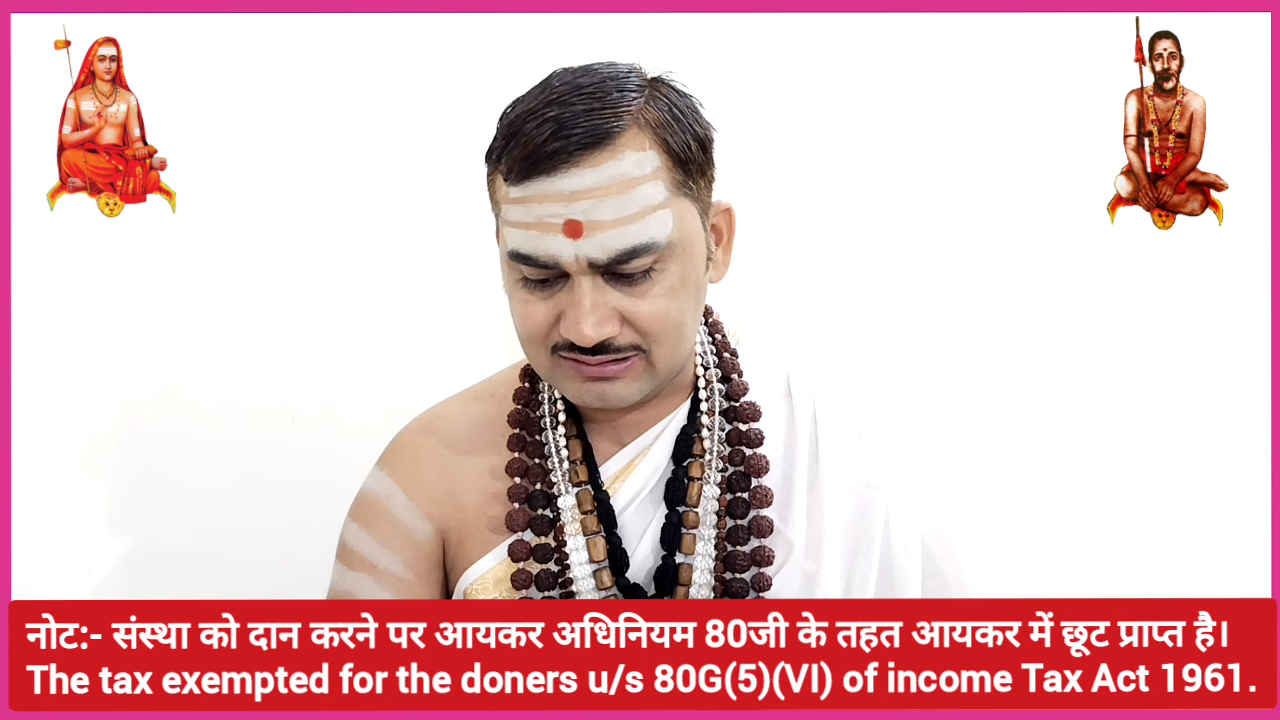 नोट:- संस्था को दान करने पर आयकर अधिनियम 80जी के तहत आयकर में छूट प्राप्त है।
The tax exempted for the doners u/s 80G(5)(Vl) of income Tax Act 1961.